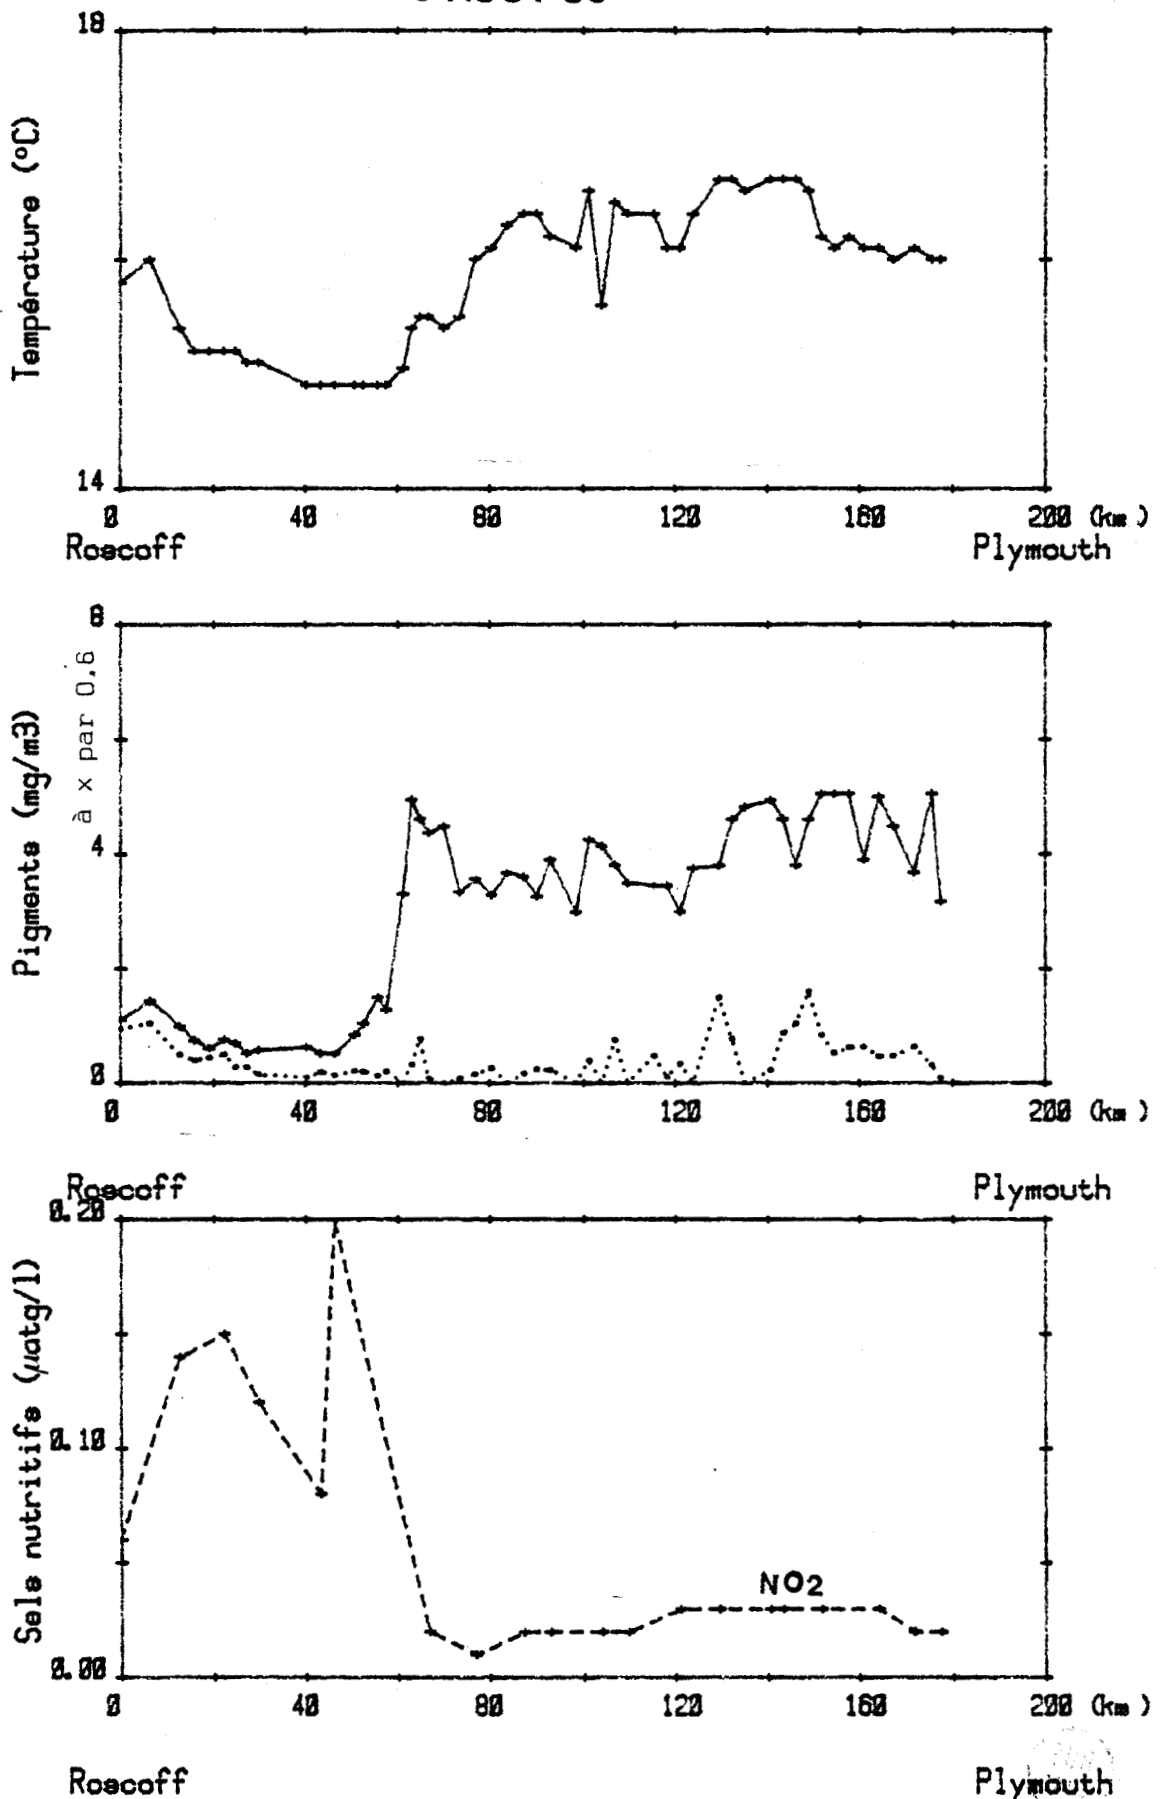 18
Température (°C)
14
0 40 80 120 160 200 (km)
Roscoff Plymouth
8
Pigments (mg/m3)
à x par 0.6
4
0
0 40 80 120 160 200 (km)
Roscoff Plymouth
0.20
Sels nutritifs (µatg/l)
0.10
NO2
0.00
0 40 80 120 160 200 (km)
Roscoff Plymouth